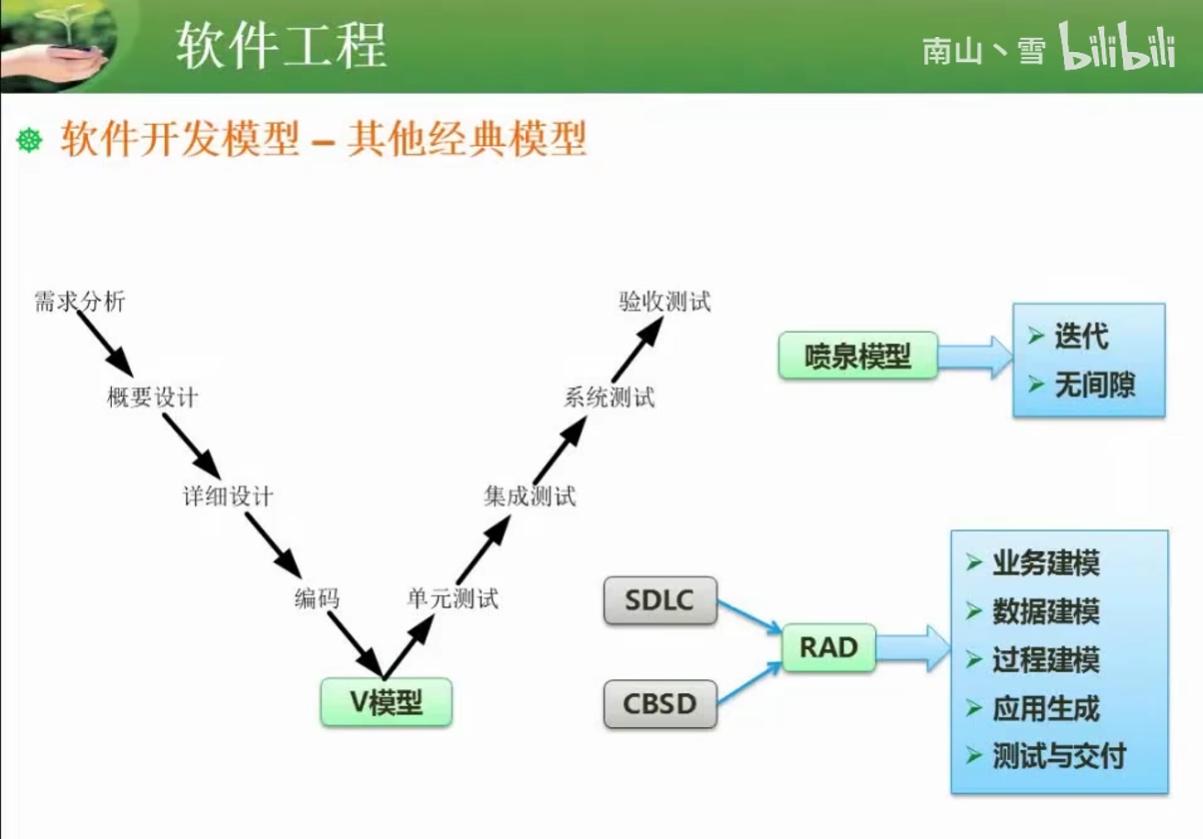 软件工程
南山丶雪 bilibili
软件开发模型 – 其他经典模型
需求分析
概要设计
详细设计
编码
V模型
单元测试
集成测试
系统测试
验收测试
喷泉模型
迭代
无间隙
SDLC
CBSD
RAD
业务建模
数据建模
过程建模
应用生成
测试与交付